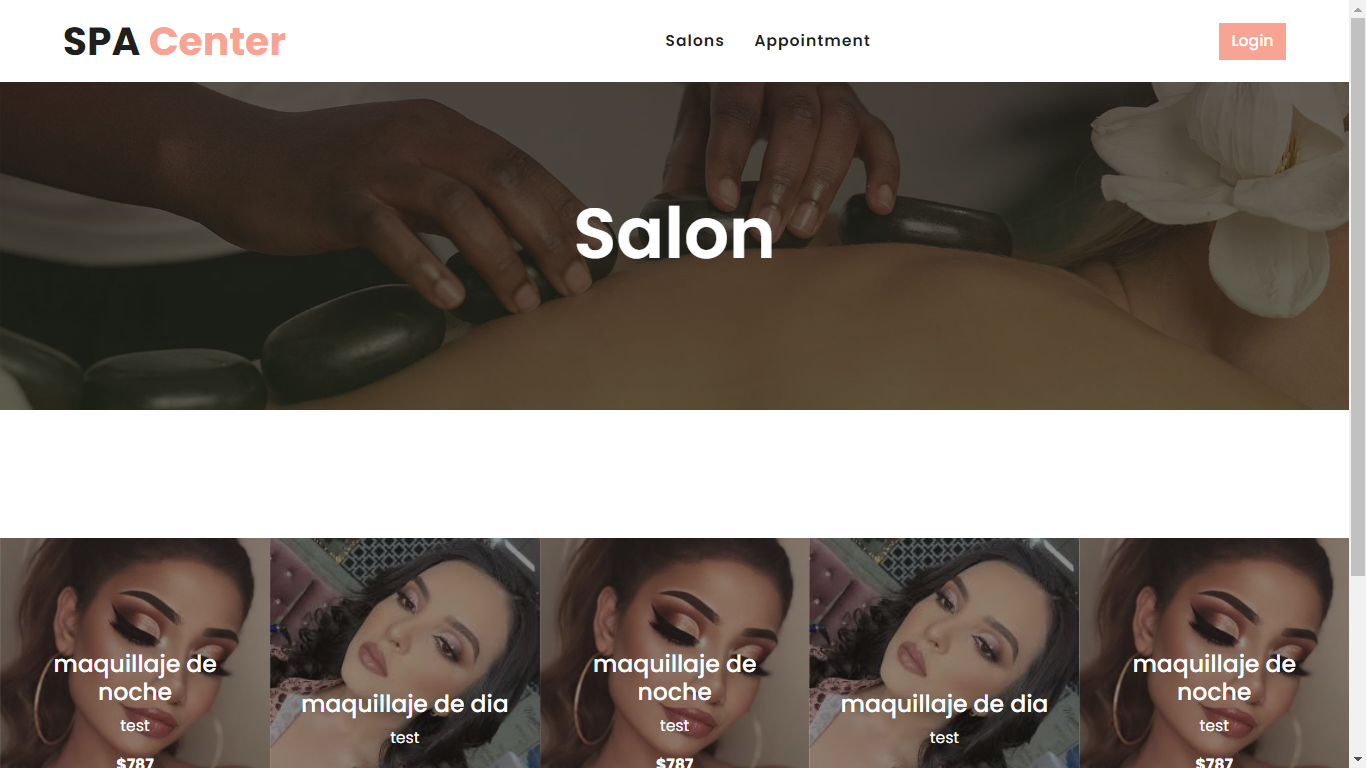 SPA Center
Salons
Appointment
Login
Salon
maquillaje de
noche
test
$787
maquillaje de dia
test
maquillaje de
noche
test
$787
maquillaje de dia
test
maquillaje de
noche
test
$787